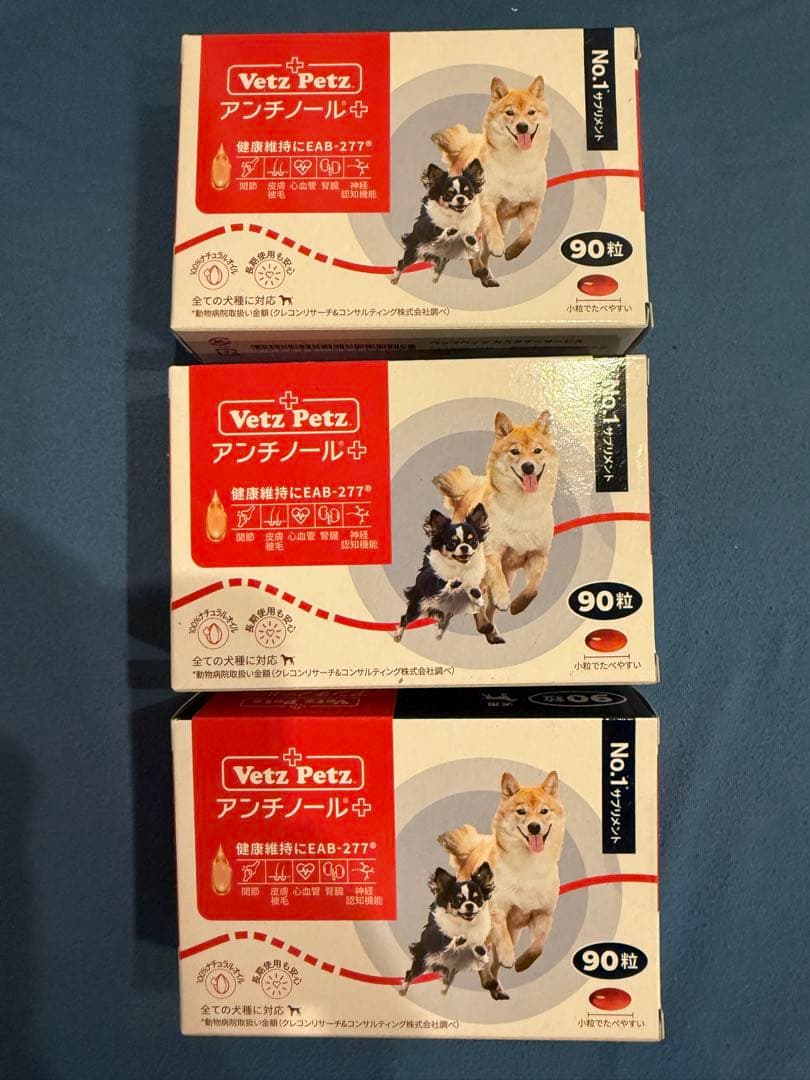 Vetz Petz
アンチノール®+
健康維持にEAB-277®
関節 皮膚被毛 心血管 腎臓 神経認知機能
100%ナチュラルオイル 長期使用も安心
全ての犬種に対応
*動物病院取扱い金額(クレコンリサーチ&コンサルティング株式会社調べ)
No.1*サプリメント
90粒
小粒でたべやすい
Vetz Petz
アンチノール®+
健康維持にEAB-277®
関節 皮膚被毛 心血管 腎臓 神経認知機能
100%ナチュラルオイル 長期使用も安心
全ての犬種に対応
*動物病院取扱い金額(クレコンリサーチ&コンサルティング株式会社調べ)
No.1*サプリメント
90粒
小粒でたべやすい
Vetz Petz
犬用
90粒
Vetz Petz
アンチノール®+
健康維持にEAB-277®
関節 皮膚被毛 心血管 腎臓 神経認知機能
100%ナチュラルオイル 長期使用も安心
全ての犬種に対応
*動物病院取扱い金額(クレコンリサーチ&コンサルティング株式会社調べ)
No.1*サプリメント
90粒
小粒でたべやすい